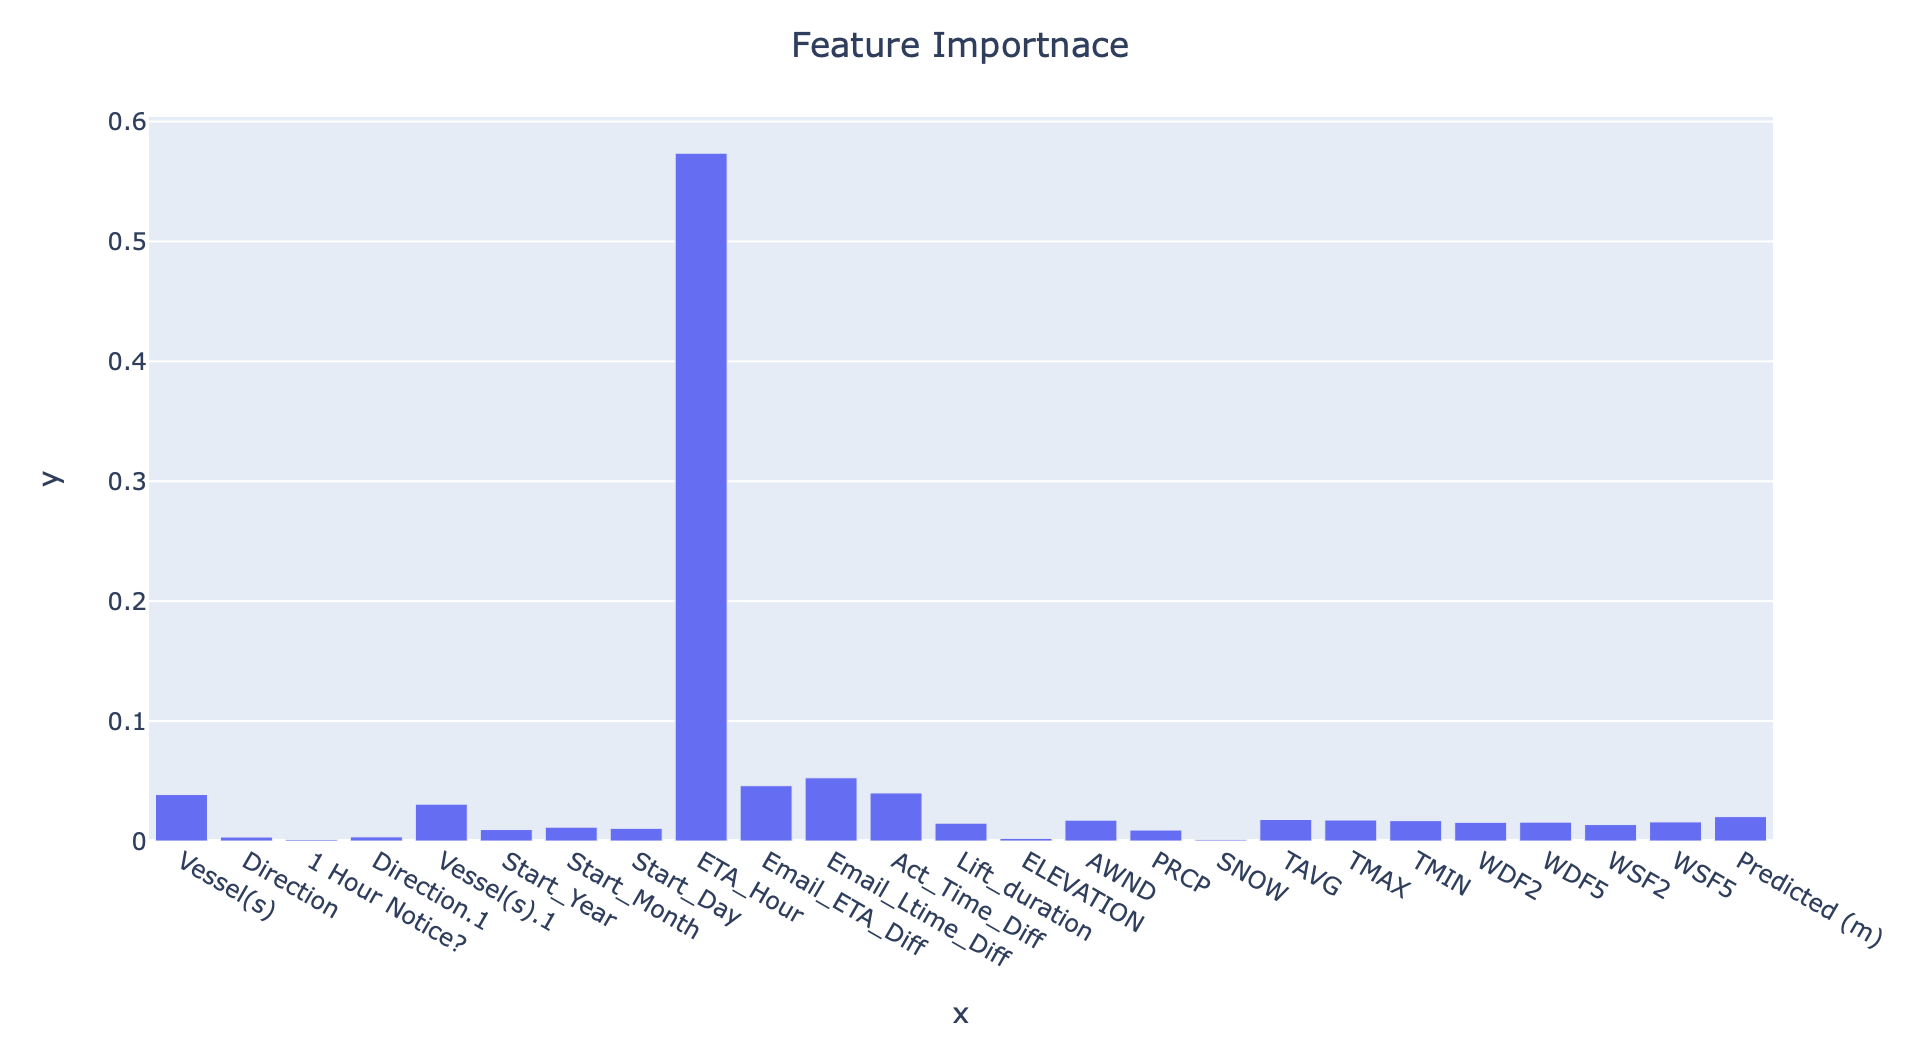 Feature Importnace
0.6
0.5
0.4
0.3
0.2
0.1
0
y
Vessel(s)
Direction
1 Hour Notice?
Direction.1
Vessel(s).1
Start_Year
Start_Month
Start_Day
ETA_Hour
Email_ETA_Diff
Email_Ltime_Diff
Act_Time_Diff
Lift_duration
ELEVATION
AWND
PRCP
SNOW
TAVG
TMAX
TMIN
WDF2
WDF5
WSF2
WSF5
Predicted (m)
x